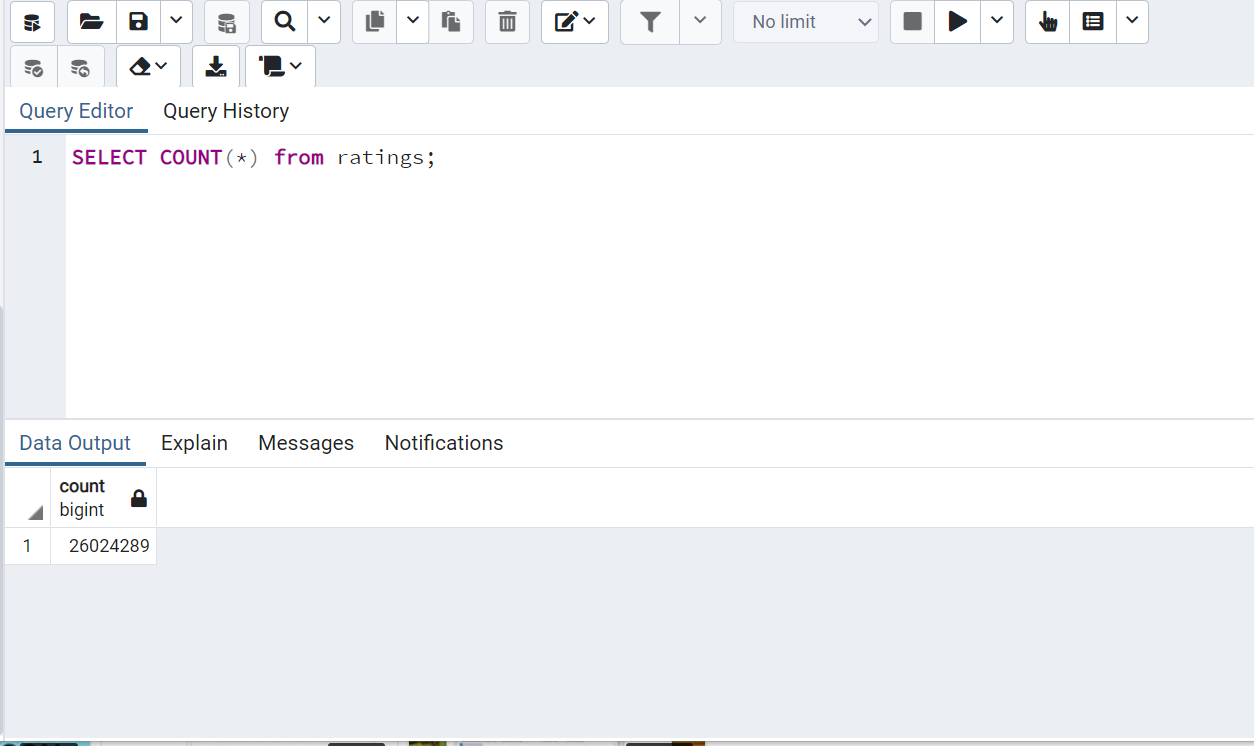 No limit
Query Editor Query History
1 SELECT COUNT(*) from ratings;
Data Output Explain Messages Notifications
count
bigint
1 26024289